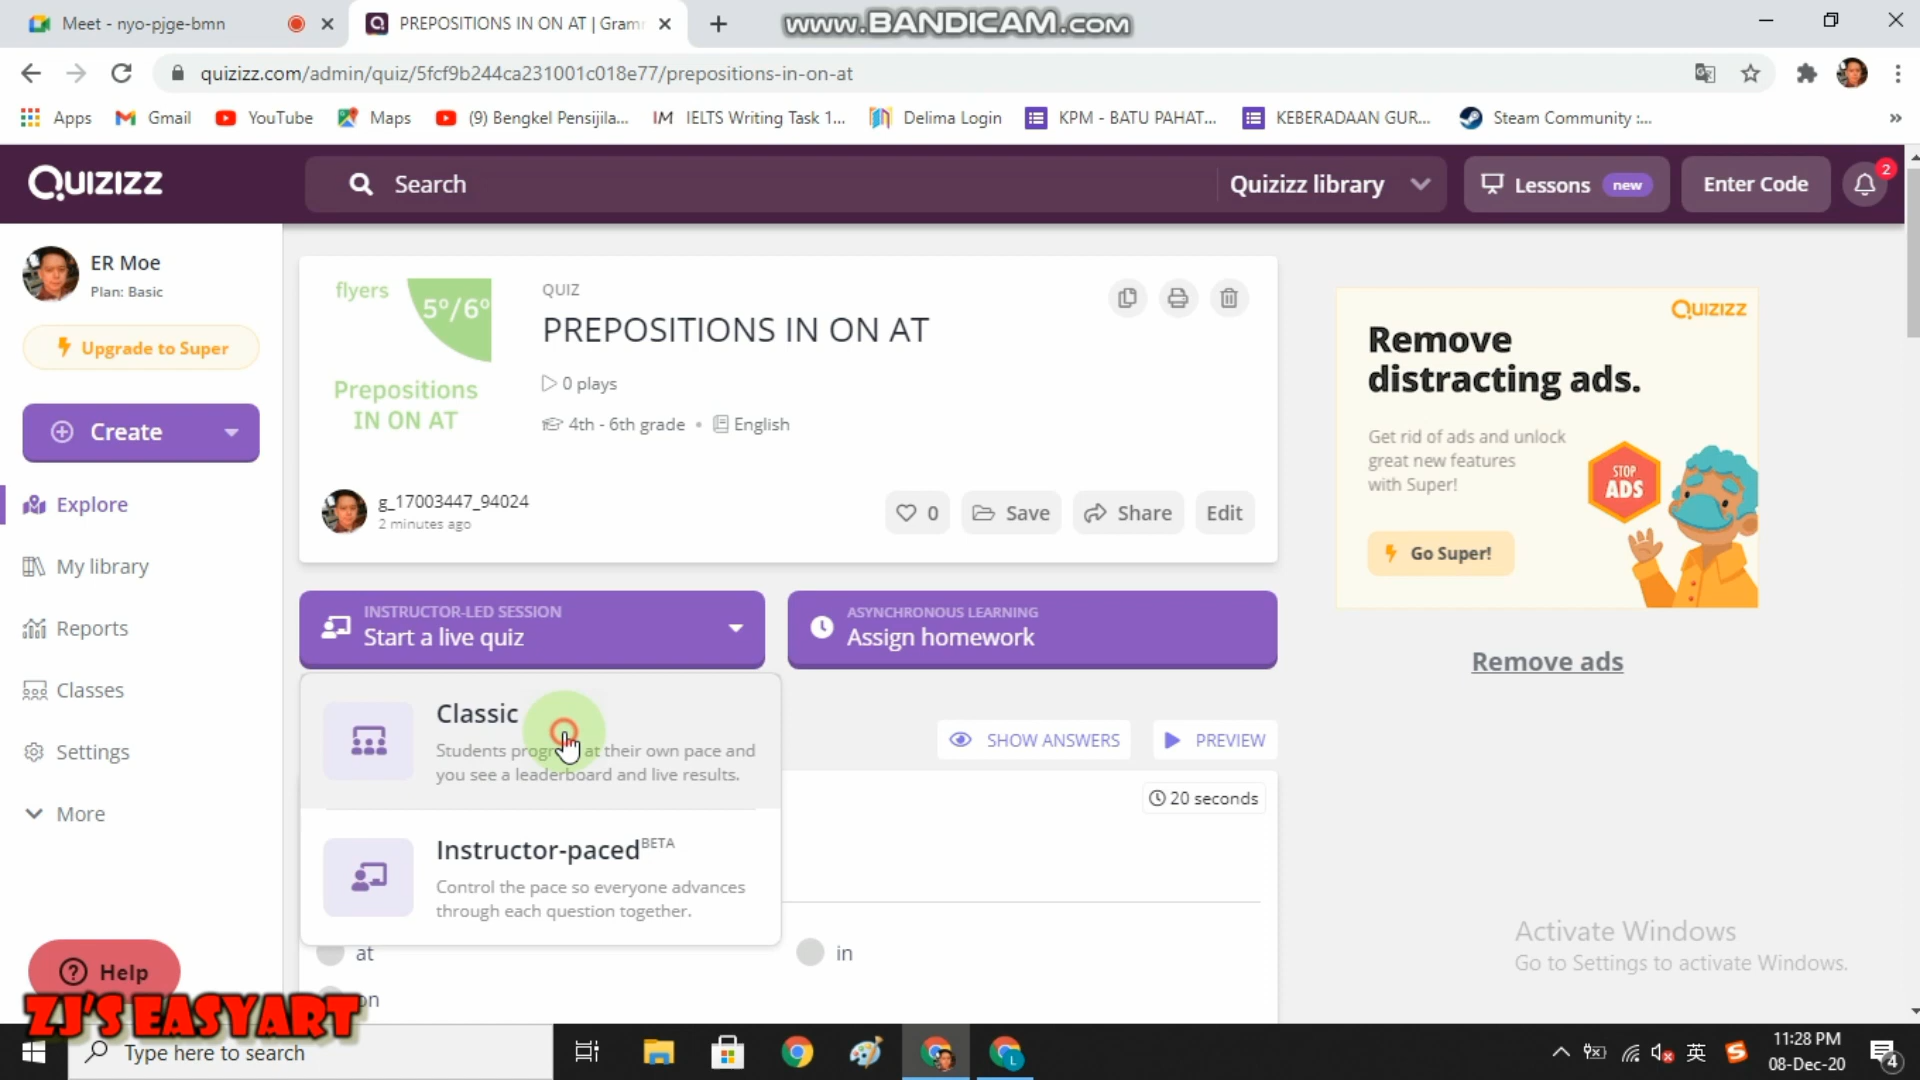 Meet - nyo-pjge-bmn
PREPOSITIONS IN ON AT | Gramm
www.BANDICAM.com
quizizz.com/admin/quiz/5fcf9b244ca231001c018e77/prepositions-in-on-at
Apps
Gmail
YouTube
Maps
(9) Bengkel Pensijila...
IM
IELTS Writing Task 1...
Delima Login
KPM - BATU PAHAT...
KEBERADAAN GUR...
Steam Community :...
»
QUIZIZZ
Search
Quizizz library
Lessons new
Enter Code
2
ER Moe
Plan: Basic
Upgrade to Super
Create
Explore
My library
Reports
Classes
Settings
More
Help
ZJ'S EASYART
flyers
5º/6º
Prepositions
IN ON AT
QUIZ
PREPOSITIONS IN ON AT
0 plays
4th - 6th grade • English
g_17003447_94024
2 minutes ago
0
Save
Share
Edit
INSTRUCTOR-LED SESSION
Start a live quiz
ASYNCHRONOUS LEARNING
Assign homework
Classic
Students progress at their own pace and
you see a leaderboard and live results.
Instructor-paced BETA
Control the pace so everyone advances
through each question together.
SHOW ANSWERS
PREVIEW
20 seconds
at
in
on
QUIZIZZ
Remove
distracting ads.
Get rid of ads and unlock
great new features
with Super!
STOP
ADS
Go Super!
Remove ads
Activate Windows
Go to Settings to activate Windows.
Type here to search
L
英
S
11:28 PM
08-Dec-20
4